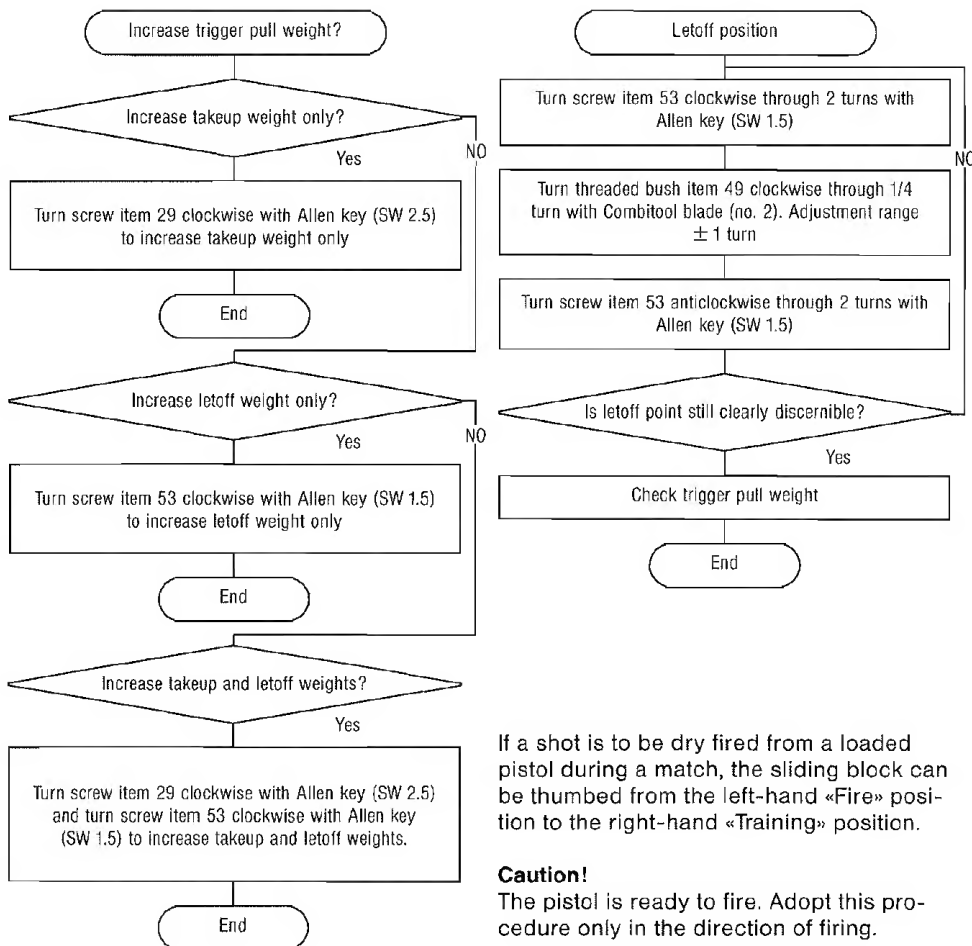 Increase trigger pull weight?
Increase takeup weight only?
Yes
NO
Turn screw item 29 clockwise with Allen key (SW 2.5)
to increase takeup weight only
End
Increase letoff weight only?
Yes
NO
Turn screw item 53 clockwise with Allen key (SW 1.5)
to increase letoff weight only
End
Increase takeup and letoff weights?
Yes
Turn screw item 29 clockwise with Allen key (SW 2.5)
and turn screw item 53 clockwise with Allen key
(SW 1.5) to increase takeup and letoff weights.
End
Letoff position
Turn screw item 53 clockwise through 2 turns with
Allen key (SW 1.5)
NO
Turn threaded bush item 49 clockwise through 1/4
turn with Combitool blade (no. 2). Adjustment range
± 1 turn
Turn screw item 53 anticlockwise through 2 turns with
Allen key (SW 1.5)
Is letoff point still clearly discernible?
Yes
Check trigger pull weight
End
If a shot is to be dry fired from a loaded
pistol during a match, the sliding block can
be thumbed from the left-hand «Fire» posi-
tion to the right-hand «Training» position.
Caution!
The pistol is ready to fire. Adopt this pro-
cedure only in the direction of firing.